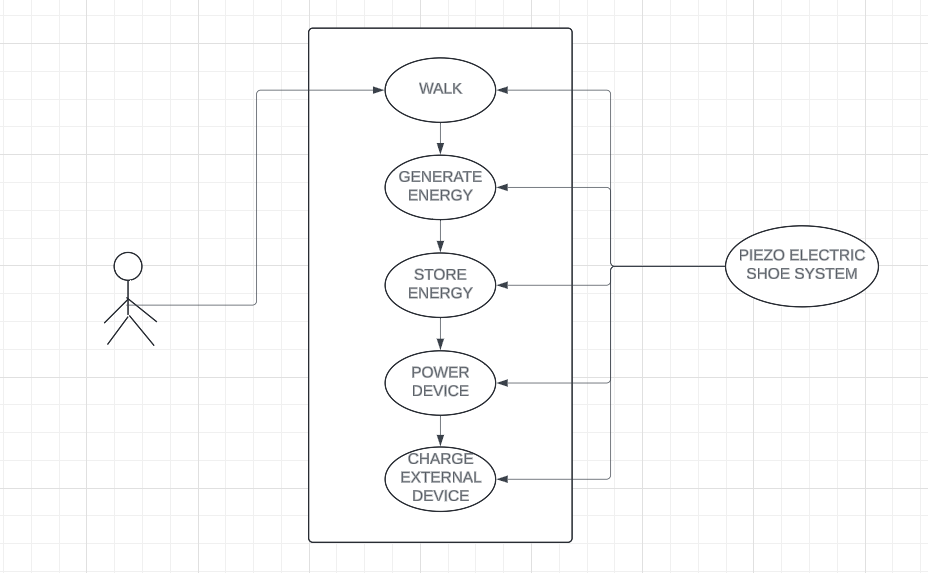 WALK
GENERATE
ENERGY
STORE
ENERGY
POWER
DEVICE
CHARGE
EXTERNAL
DEVICE
PIEZO ELECTRIC
SHOE SYSTEM